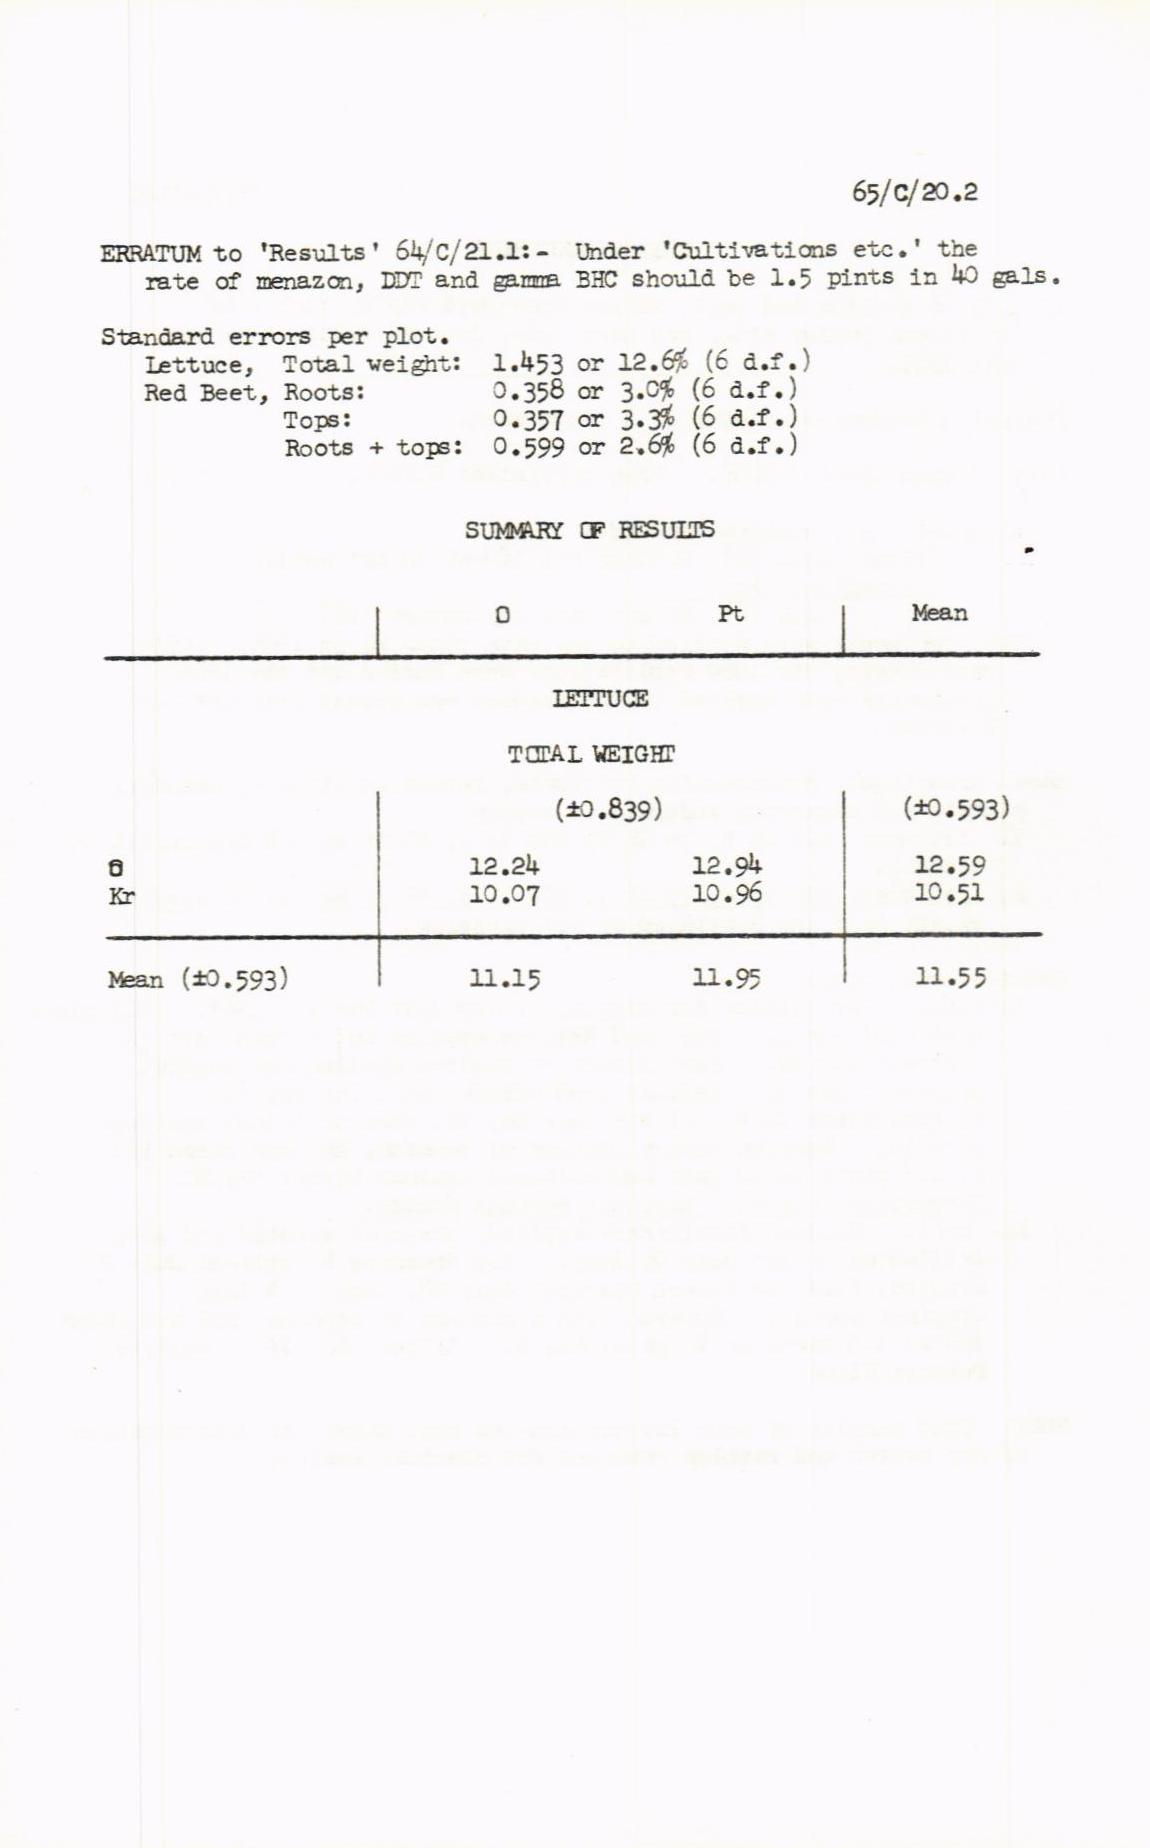 65/C/20.2
ERRATUM to 'Results' 64/C/21.1:- Under 'Cultivations etc.' the
rate of menazon, DDT and gamma BHC should be 1.5 pints in 40 gals.
Standard errors per plot.
Lettuce, Total weight: 1.453 or 12.6% (6 d.f.)
Red Beet, Roots: 0.358 or 3.0% (6 d.f.)
Tops: 0.357 or 3.3% (6 d.f.)
Roots + tops: 0.599 or 2.6% (6 d.f.)
SUMMARY OF RESULTS
O Pt Mean
LETTUCE
TOTAL WEIGHT
(±0.839) (±0.593)
12.24 12.94 12.59
Kr 10.07 10.96 10.51
Mean (±0.593) 11.15 11.95 11.55